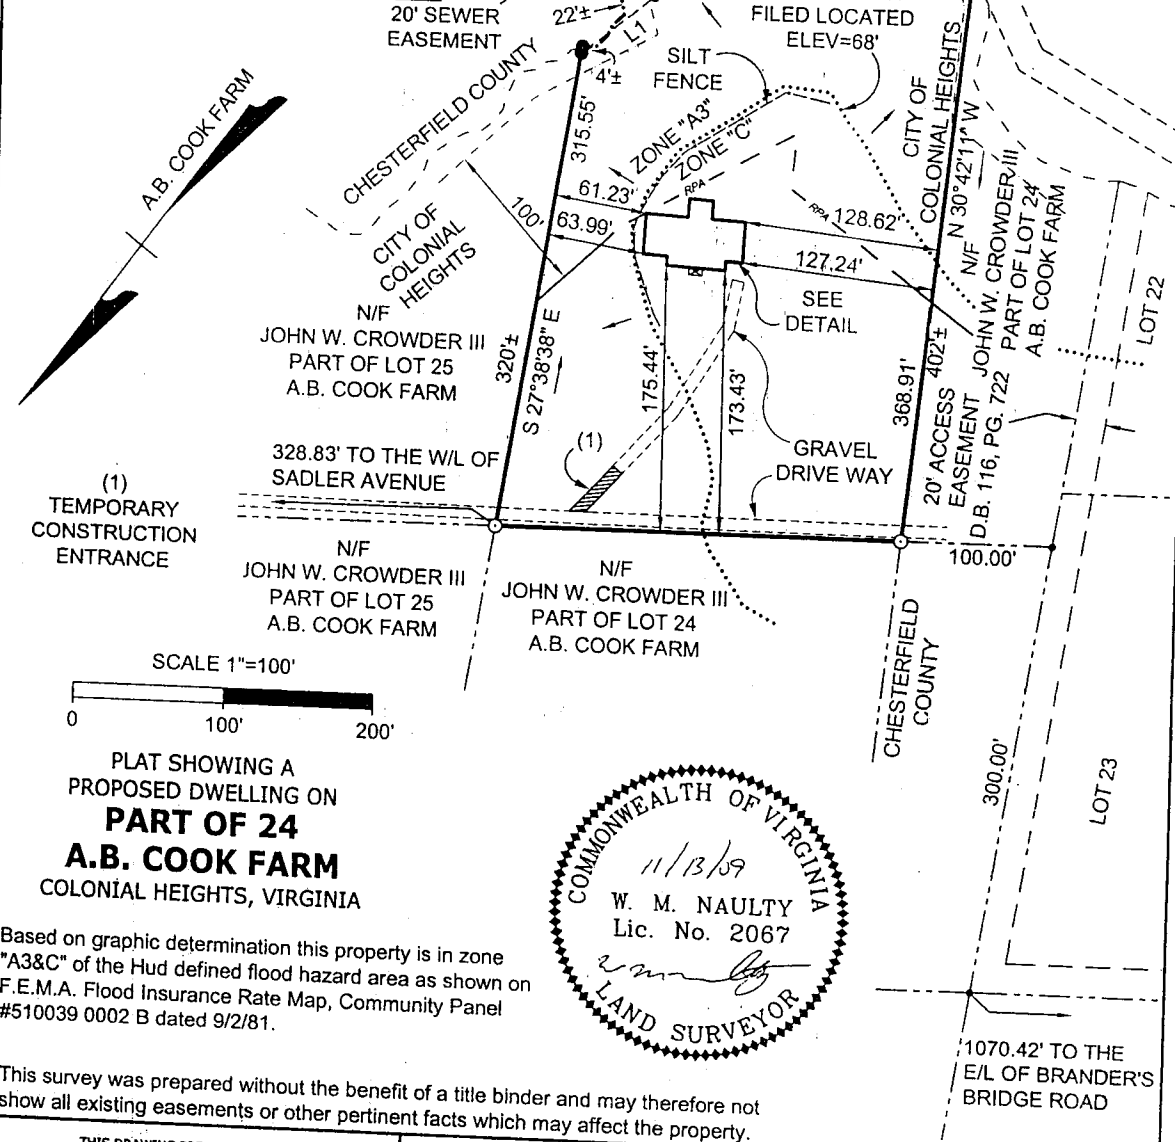 20' SEWER
EASEMENT
22'±
L1
4'±
FILED LOCATED
ELEV=68'
SILT
FENCE
CHESTERFIELD COUNTY
A.B. COOK FARM
315.55'
ZONE "A3"
ZONE "C"
RPA
RPA
CITY OF
COLONIAL HEIGHTS
N 30°42'11" W
N/F
JOHN W. CROWDER III
PART OF LOT 24
A.B. COOK FARM
LOT 22
61.23'
63.99'
100'
128.62'
127.24'
CITY OF
COLONIAL
HEIGHTS
SEE
DETAIL
N/F
JOHN W. CROWDER III
PART OF LOT 25
A.B. COOK FARM
320'±
S 27°38'38" E
175.44'
173.43'
368.91'
402'±
20' ACCESS
EASEMENT
D.B. 116, PG. 722
(1)
GRAVEL
DRIVE WAY
328.83' TO THE W/L OF
SADLER AVENUE
(1)
TEMPORARY
CONSTRUCTION
ENTRANCE
N/F
JOHN W. CROWDER III
PART OF LOT 25
A.B. COOK FARM
N/F
JOHN W. CROWDER III
PART OF LOT 24
A.B. COOK FARM
100.00'
CHESTERFIELD
COUNTY
300.00'
LOT 23
SCALE 1"=100'
0 100' 200'
PLAT SHOWING A
PROPOSED DWELLING ON
PART OF 24
A.B. COOK FARM
COLONIAL HEIGHTS, VIRGINIA
COMMONWEALTH OF VIRGINIA
11/13/09
W. M. NAULTY
Lic. No. 2067
LAND SURVEYOR
Based on graphic determination this property is in zone
"A3&C" of the Hud defined flood hazard area as shown on
F.E.M.A. Flood Insurance Rate Map, Community Panel
#510039 0002 B dated 9/2/81.
1070.42' TO THE
E/L OF BRANDER'S
BRIDGE ROAD
This survey was prepared without the benefit of a title binder and may therefore not
show all existing easements or other pertinent facts which may affect the property.